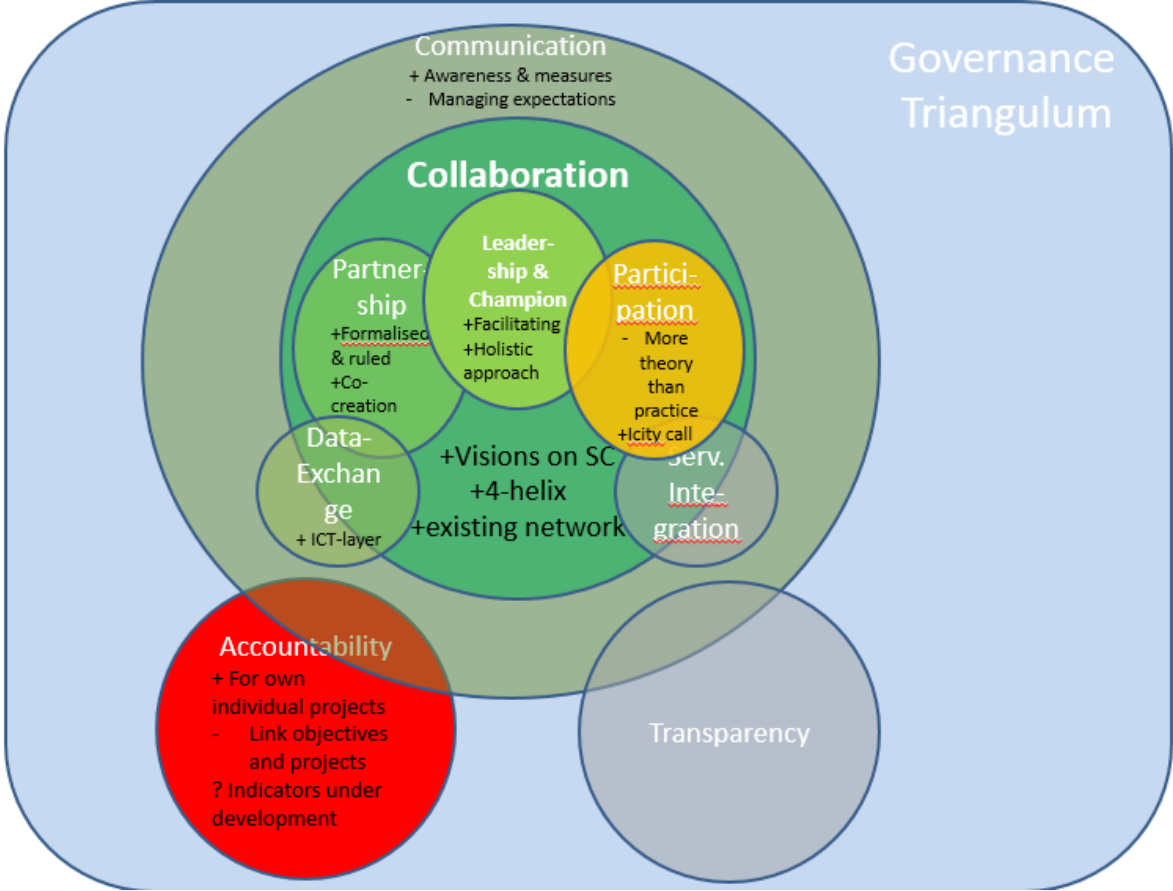 Governance
Triangulum
Communication
+ Awareness & measures
- Managing expectations
Collaboration
Leader-
ship &
Champion
+Facilitating
+Holistic
approach
Partner-
ship
+Formalised
& ruled
+Co-
creation
Partici-
pation
- More
theory
than
practice
+Icity call
Data-
Exchan
ge
+ ICT-layer
+Visions on SC
+4-helix
+existing network
Serv.
Inte-
gration
Accountability
+ For own
individual projects
- Link objectives
and projects
? Indicators under
development
Transparency